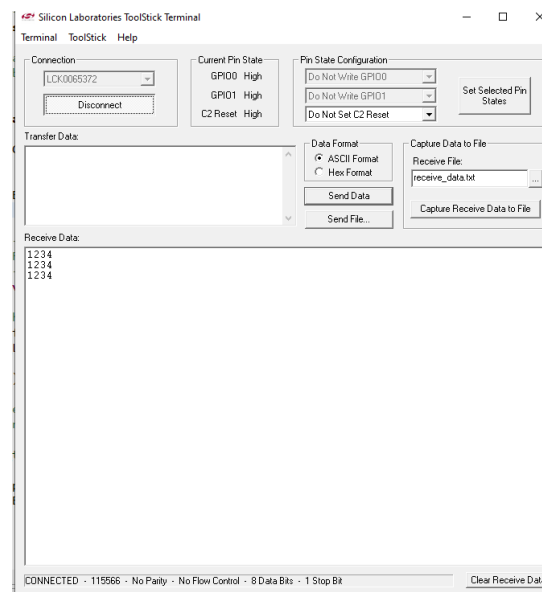 Silicon Laboratories ToolStick Terminal
Terminal ToolStick Help
Connection
LCK0065372
Disconnect
Current Pin State
GPIO0 High
GPIO1 High
C2 Reset High
Pin State Configuration
Do Not Write GPIO0
Do Not Write GPIO1
Do Not Set C2 Reset
Set Selected Pin
States
Transfer Data:
Data Format
ASCII Format
Hex Format
Send Data
Send File...
Capture Data to File
Receive File:
receive_data.txt
...
Capture Receive Data to File
Receive Data:
1234
1234
1234
CONNECTED - 115566 - No Parity - No Flow Control - 8 Data Bits - 1 Stop Bit
Clear Receive Dat